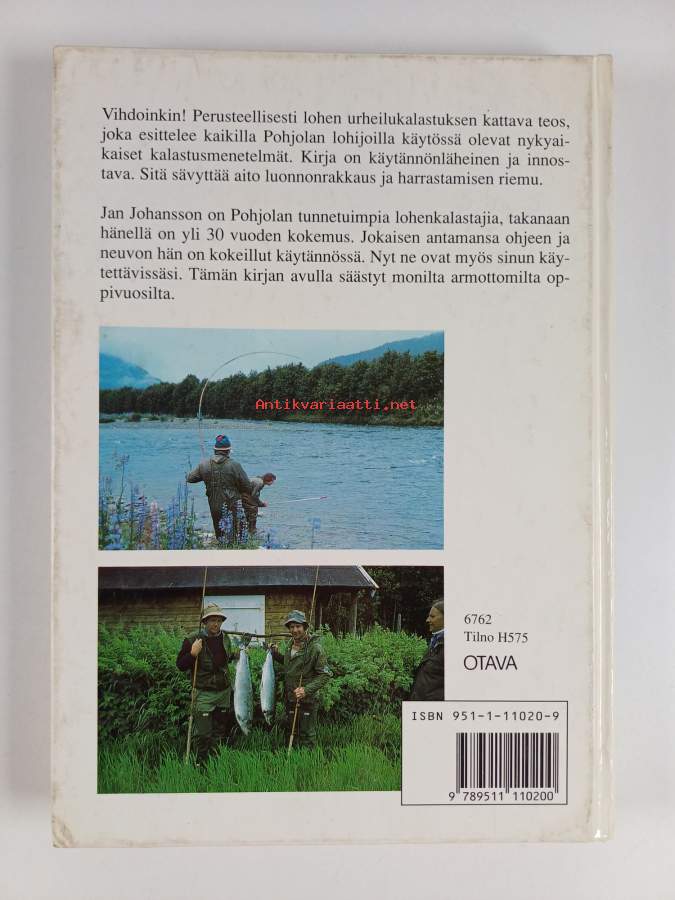 Vihdoinkin! Perusteellisesti lohen urheilukalastuksen kattava teos,
joka esittelee kaikilla Pohjolan lohijoilla käytössä olevat nykyai-
kaiset kalastusmenetelmät. Kirja on käytännönläheinen ja innos-
tava. Sitä sävyttää aito luonnonrakkaus ja harrastamisen riemu.
Jan Johansson on Pohjolan tunnetuimpia lohenkalastajia, takanaan
hänellä on yli 30 vuoden kokemus. Jokaisen antamansa ohjeen ja
neuvon hän on kokeillut käytännössä. Nyt ne ovat myös sinun käy-
tettävissäsi. Tämän kirjan avulla säästyt monilta armottomilta op-
pivuosilta.
Antikvariaatti.net
6762
Tilno H575
OTAVA
ISBN 951-1-11020-9
9 789511 110200